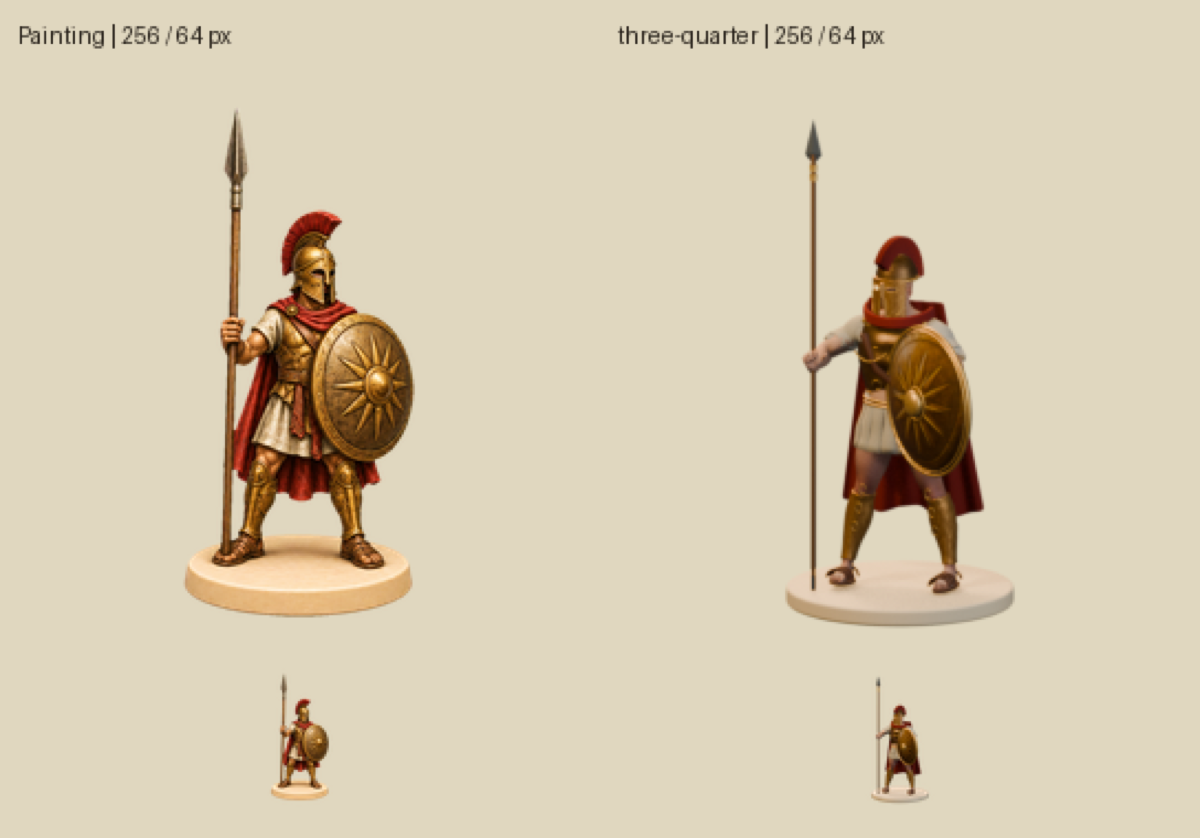 Painting | 256 / 64 px
three-quarter | 256 / 64 px